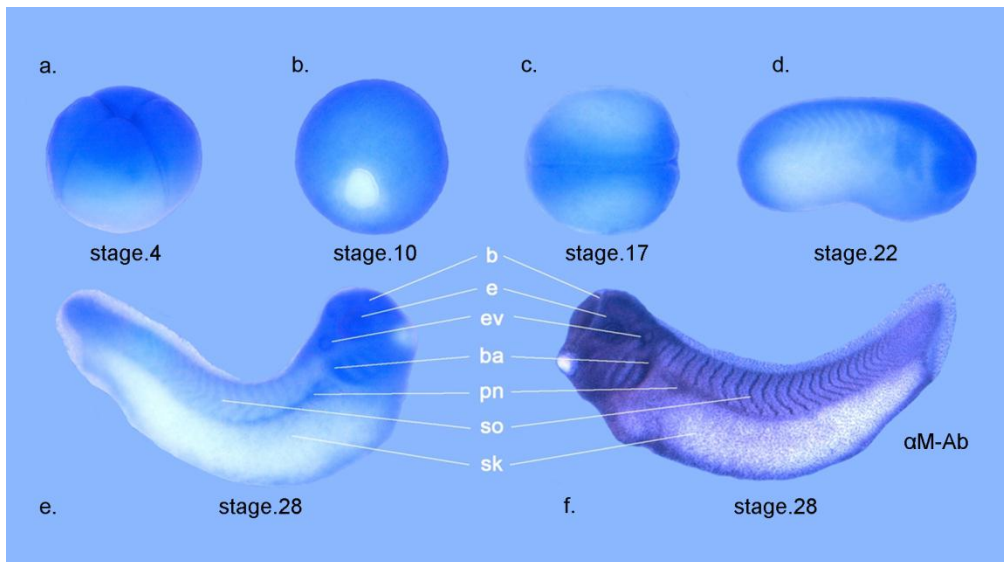 a.
b.
c.
d.
stage.4
stage.10
stage.17
stage.22
b
e
ev
ba
pn
so
sk
αM-Ab
e.
stage.28
f.
stage.28